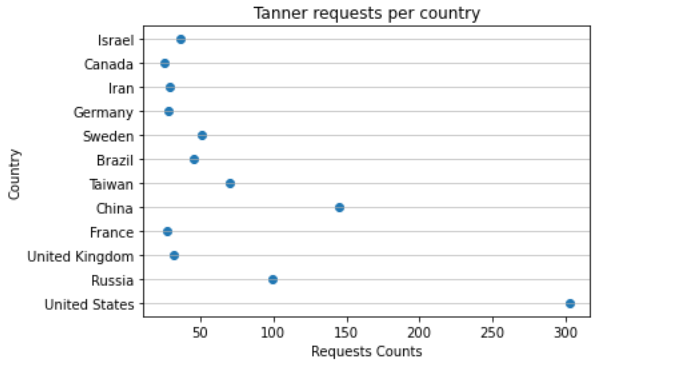 Tanner requests per country
Israel
Canada
Iran
Germany
Sweden
Brazil
Taiwan
China
France
United Kingdom
Russia
United States
Country
50 100 150 200 250 300
Requests Counts